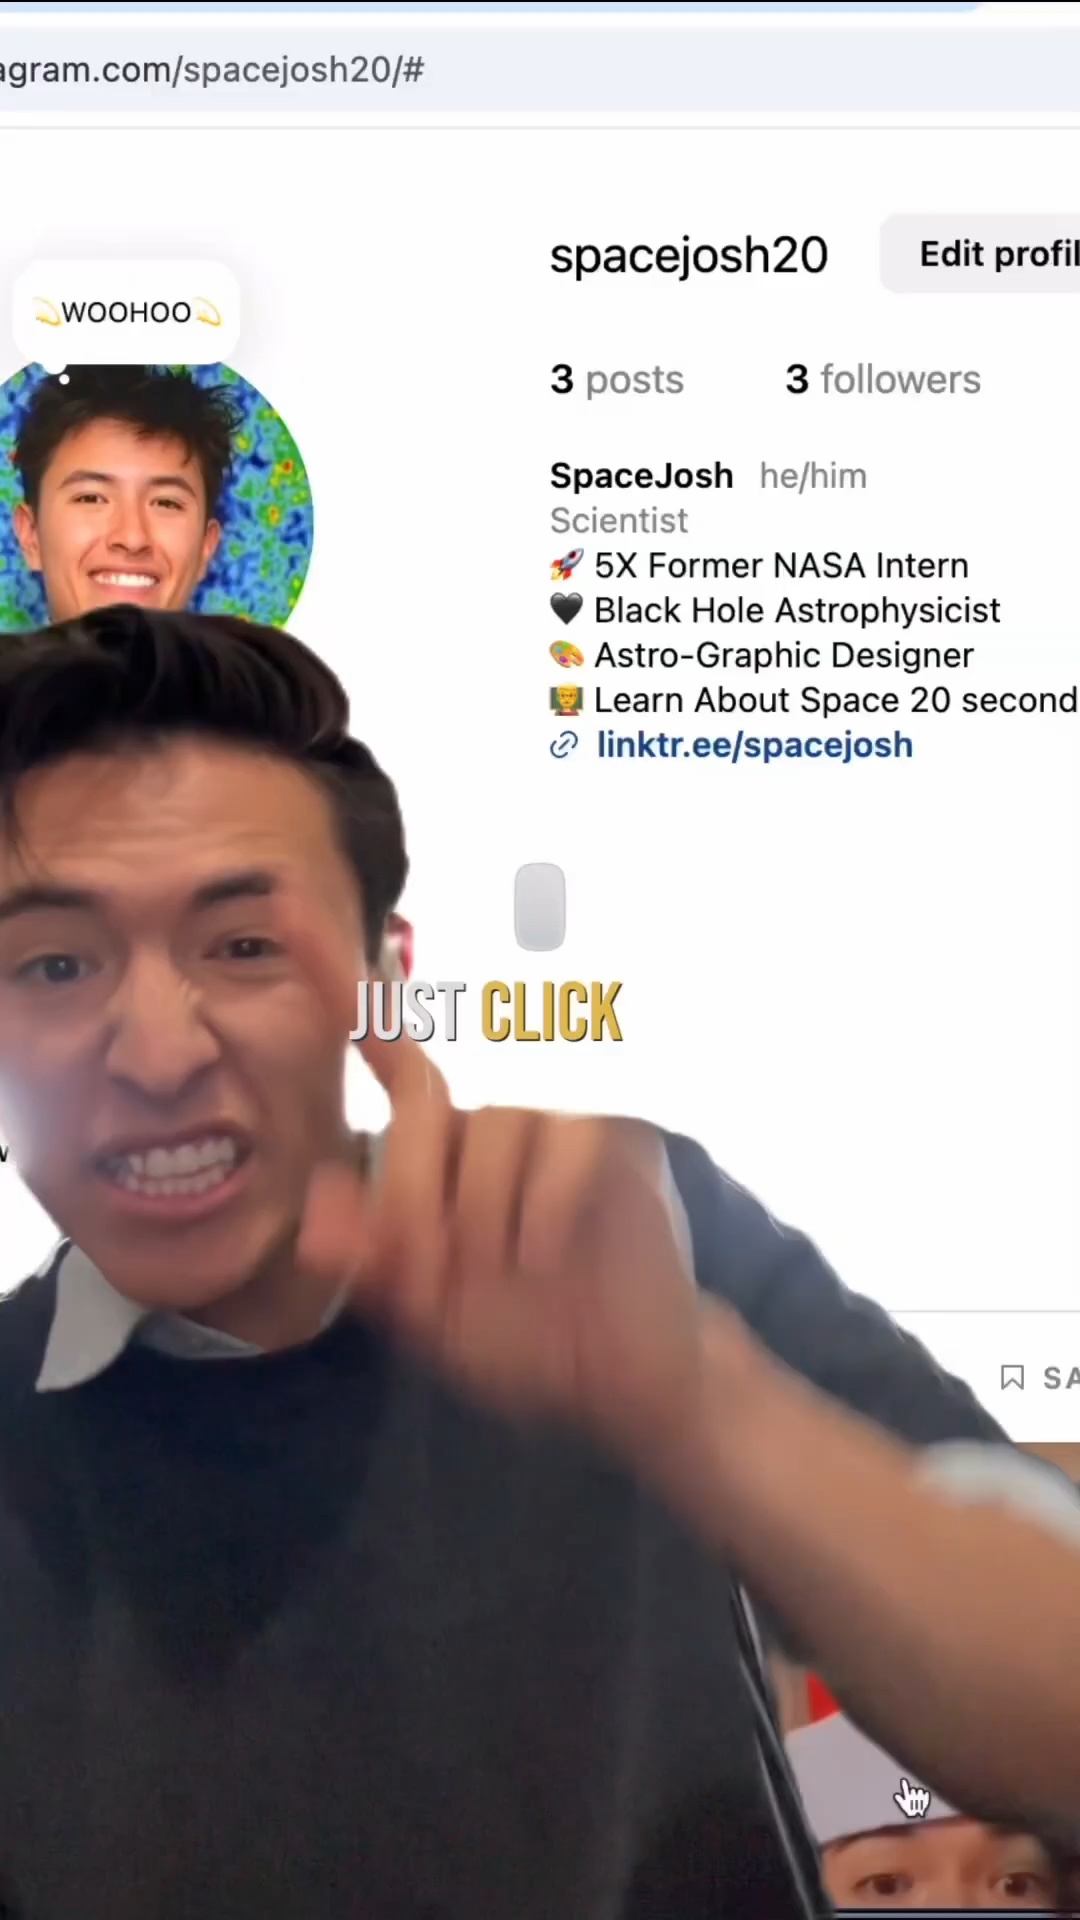 agram.com/spacejosh20/#
spacejosh20
Edit profil
💫WOOHOO💫
3 posts
3 followers
SpaceJosh he/him
Scientist
🚀 5X Former NASA Intern
🖤 Black Hole Astrophysicist
🎨 Astro-Graphic Designer
👨‍🏫 Learn About Space 20 second
linktr.ee/spacejosh
JUST CLICK
SA